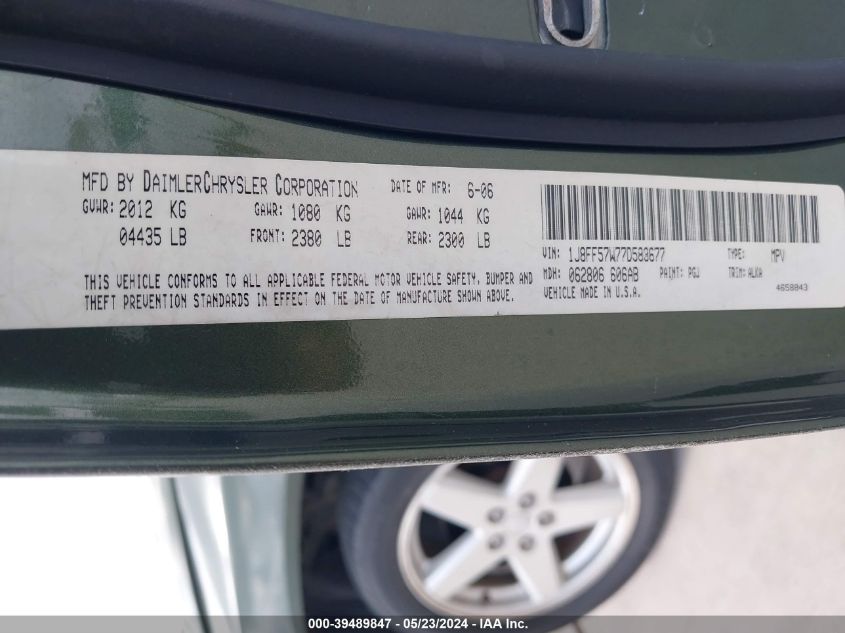 MFD BY DAIMLERCHRYSLER CORPORATION DATE OF MFR: 6-06
GVWR: 2012 KG GAWR: 1080 KG GAWR: 1044 KG
04435 LB FRONT: 2380 LB REAR: 2300 LB
THIS VEHICLE CONFORMS TO ALL APPLICABLE FEDERAL MOTOR VEHICLE SAFETY, BUMPER AND
THEFT PREVENTION STANDARDS IN EFFECT ON THE DATE OF MANUFACTURE SHOWN ABOVE.
VIN: 1J8FF57W77D583677 TYPE: MPV
MDH: 062806 606AB PAINT: PGJ TRIM: ALKA
VEHICLE MADE IN U.S.A. 4658843
000-39489847 - 05/23/2024 - IAA Inc.